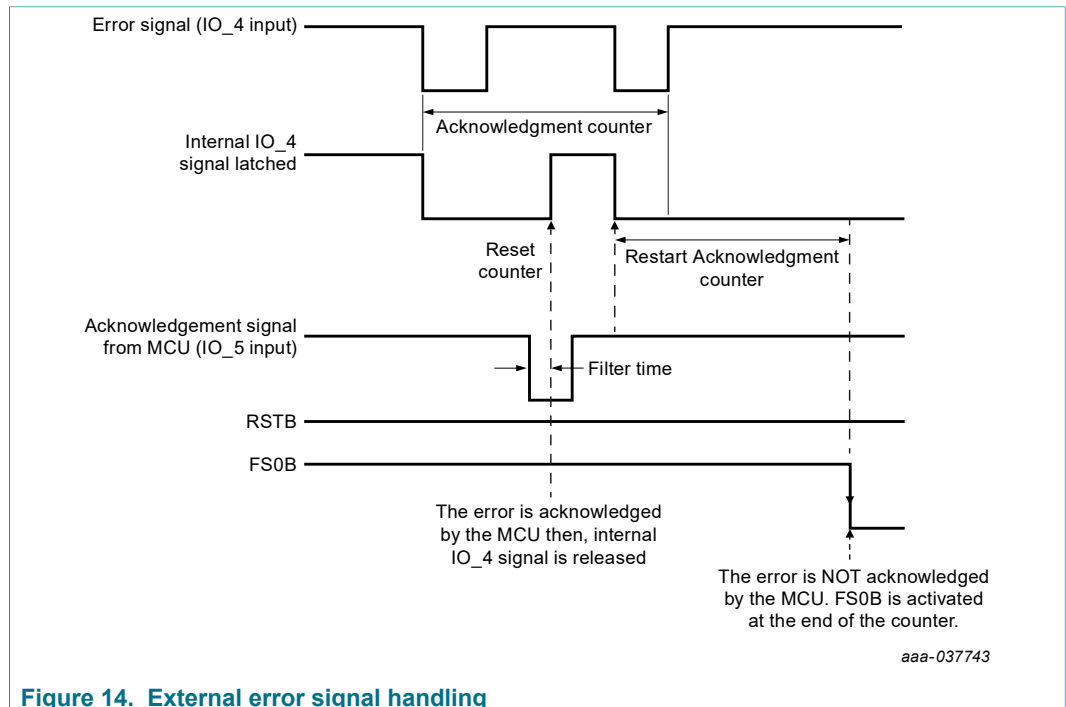 Error signal (IO_4 input)
Acknowledgment counter
Internal IO_4
signal latched
Reset
counter
Restart Acknowledgment
counter
Acknowledgement signal
from MCU (IO_5 input)
Filter time
RSTB
FS0B
The error is acknowledged
by the MCU then, internal
IO_4 signal is released
The error is NOT acknowledged
by the MCU. FS0B is activated
at the end of the counter.
aaa-037743
Figure 14. External error signal handling